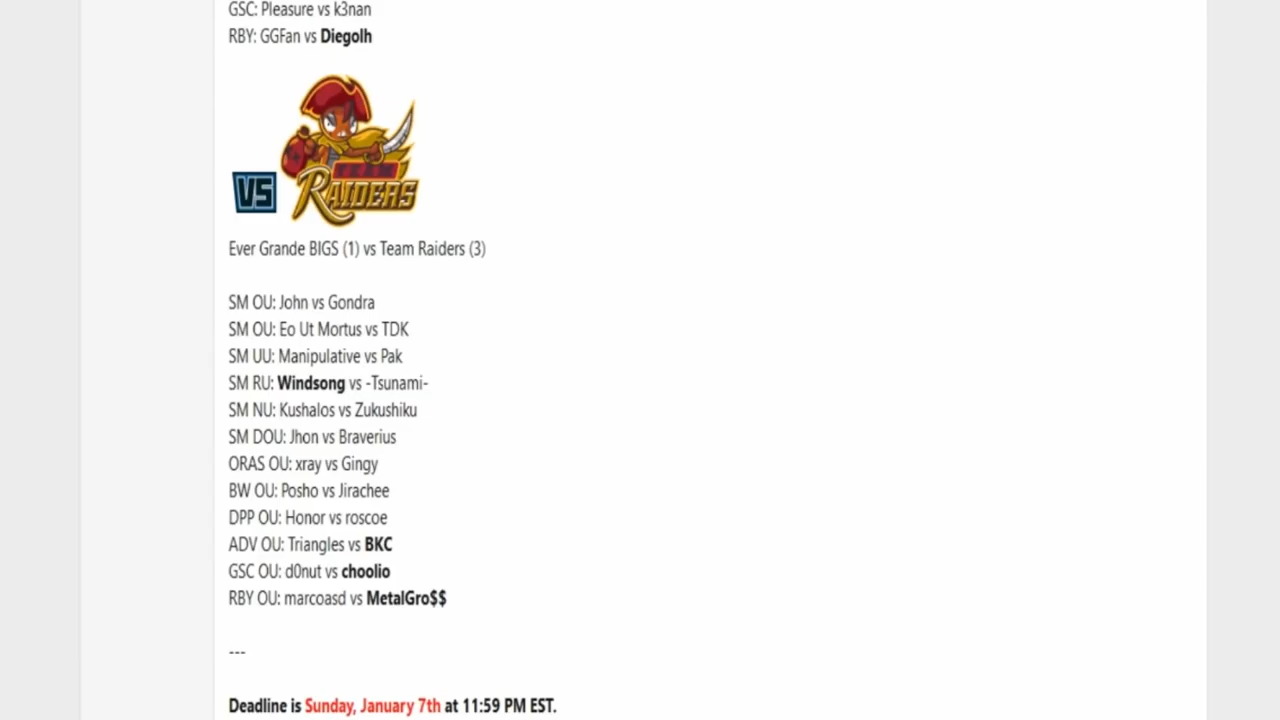 GSC: Pleasure vs k3nan
RBY: GGFan vs Diegolh
VS
TEAM
RAIDERS
Ever Grande BIGS (1) vs Team Raiders (3)
SM OU: John vs Gondra
SM OU: Eo Ut Mortus vs TDK
SM UU: Manipulative vs Pak
SM RU: Windsong vs -Tsunami-
SM NU: Kushalos vs Zukushiku
SM DOU: Jhon vs Braverius
ORAS OU: xray vs Gingy
BW OU: Posho vs Jirachee
DPP OU: Honor vs roscoe
ADV OU: Triangles vs BKC
GSC OU: d0nut vs choolio
RBY OU: marcoasd vs MetalGro$$
---
Deadline is Sunday, January 7th at 11:59 PM EST.